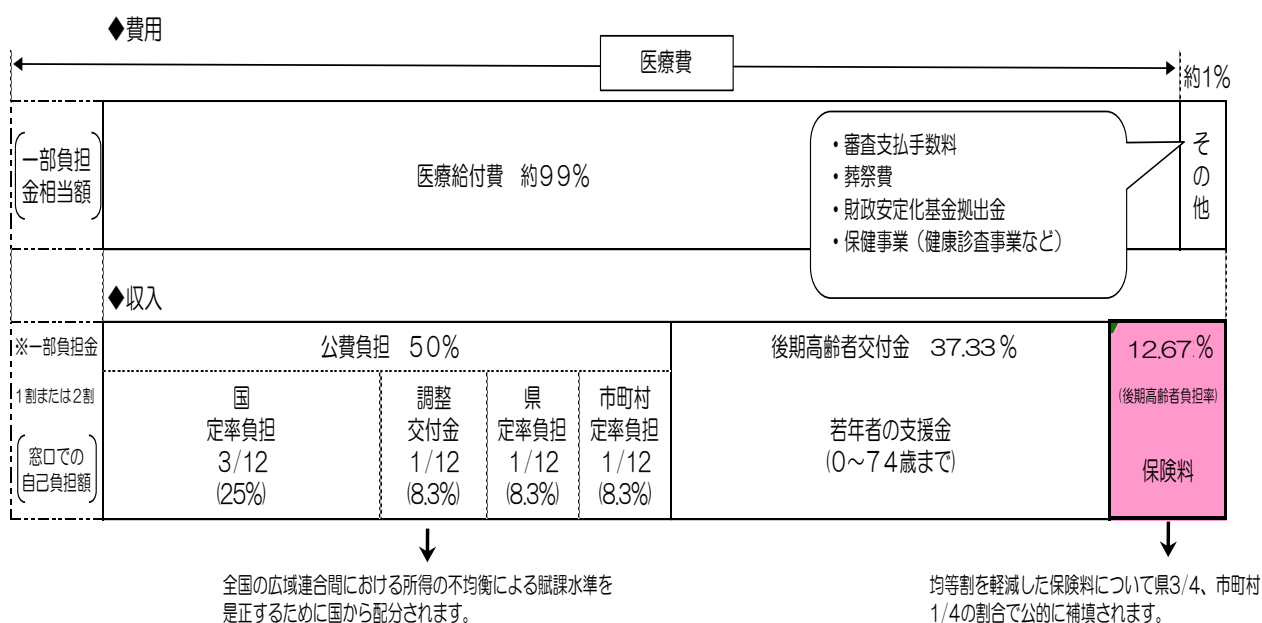 ◆費用
医療費
約1%
一部負担
金相当額
医療給付費 約99%
・審査支払手数料
・葬祭費
・財政安定化基金拠出金
・保健事業（健康診査事業など）
その他
◆収入
※一部負担金
1割または2割
窓口での
自己負担額
公費負担 50%
国
定率負担
3/12
(25%)
調整
交付金
1/12
(8.3%)
県
定率負担
1/12
(8.3%)
市町村
定率負担
1/12
(8.3%)
後期高齢者交付金 37.33%
若年者の支援金
(0～74歳まで)
12.67%
(後期高齢者負担率)
保険料
全国の広域連合間における所得の不均衡による賦課水準を
是正するために国から配分されます。
均等割を軽減した保険料について県3/4、市町村
1/4の割合で公的に補填されます。